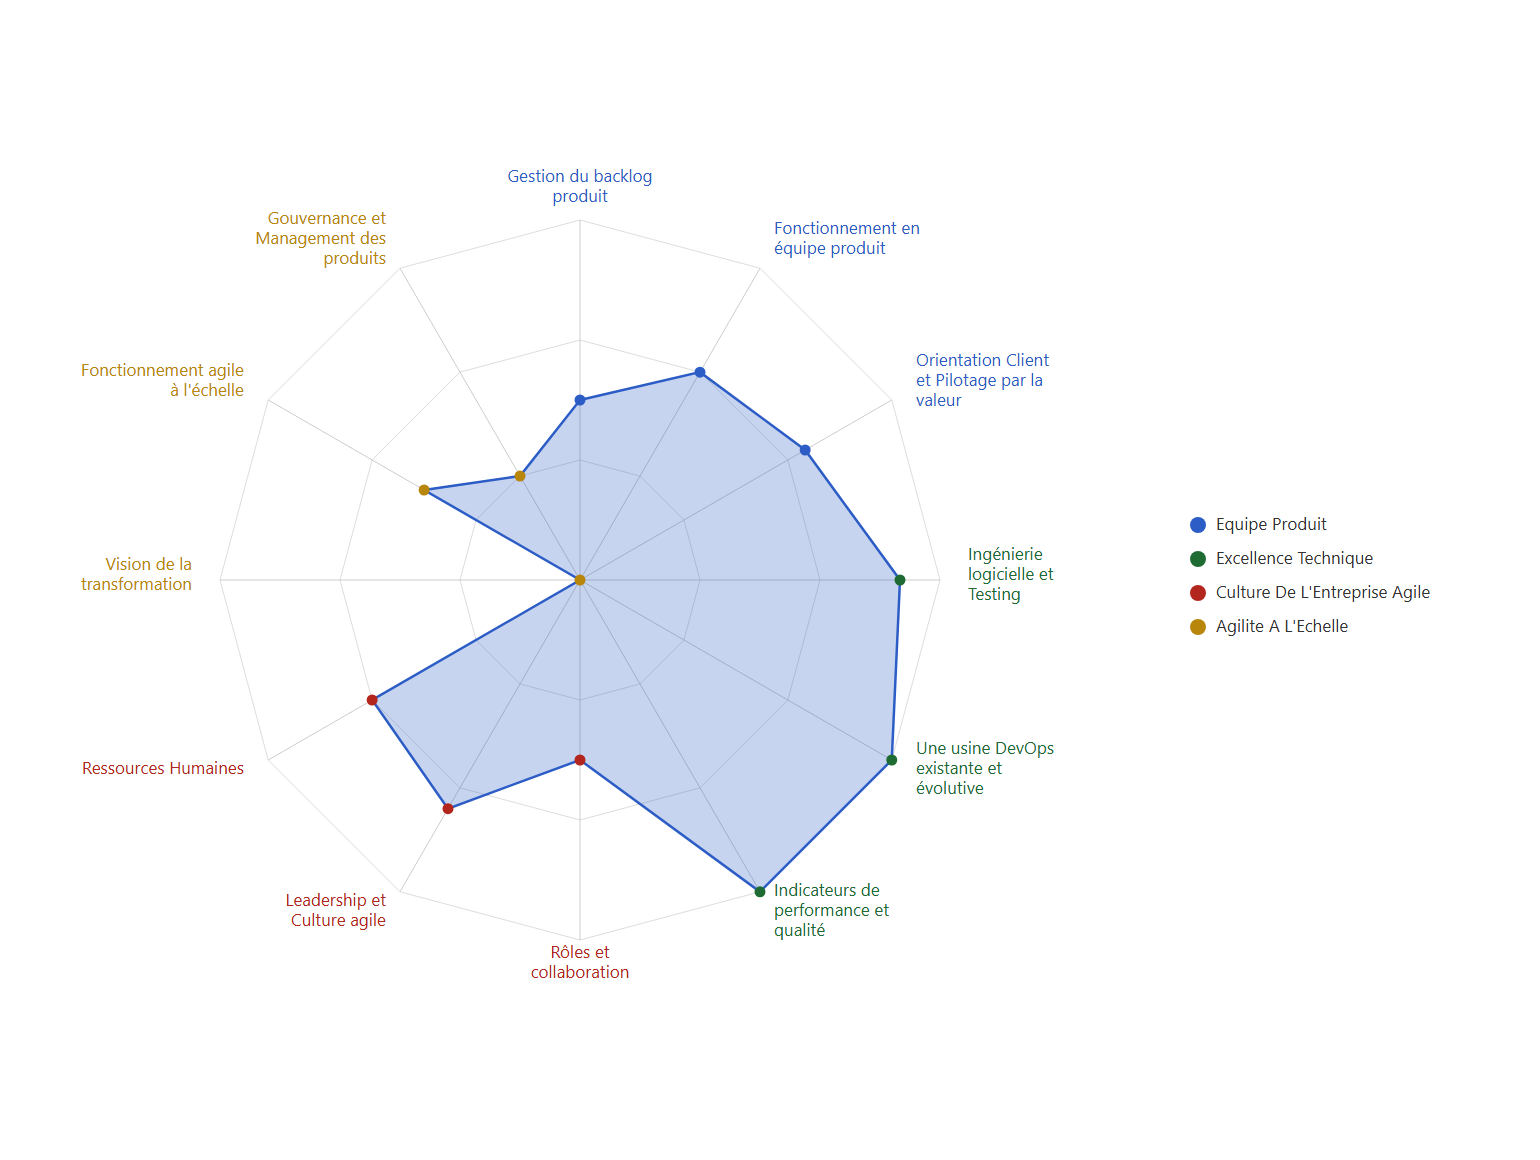 Gestion du backlog
produit
Fonctionnement en
équipe produit
Orientation Client
et Pilotage par la
valeur
Ingénierie
logicielle et
Testing
Une usine DevOps
existante et
évolutive
Indicateurs de
performance et
qualité
Rôles et
collaboration
Leadership et
Culture agile
Ressources Humaines
Vision de la
transformation
Fonctionnement agile
à l'échelle
Gouvernance et
Management des
produits
Equipe Produit
Excellence Technique
Culture De L'Entreprise Agile
Agilite A L'Echelle